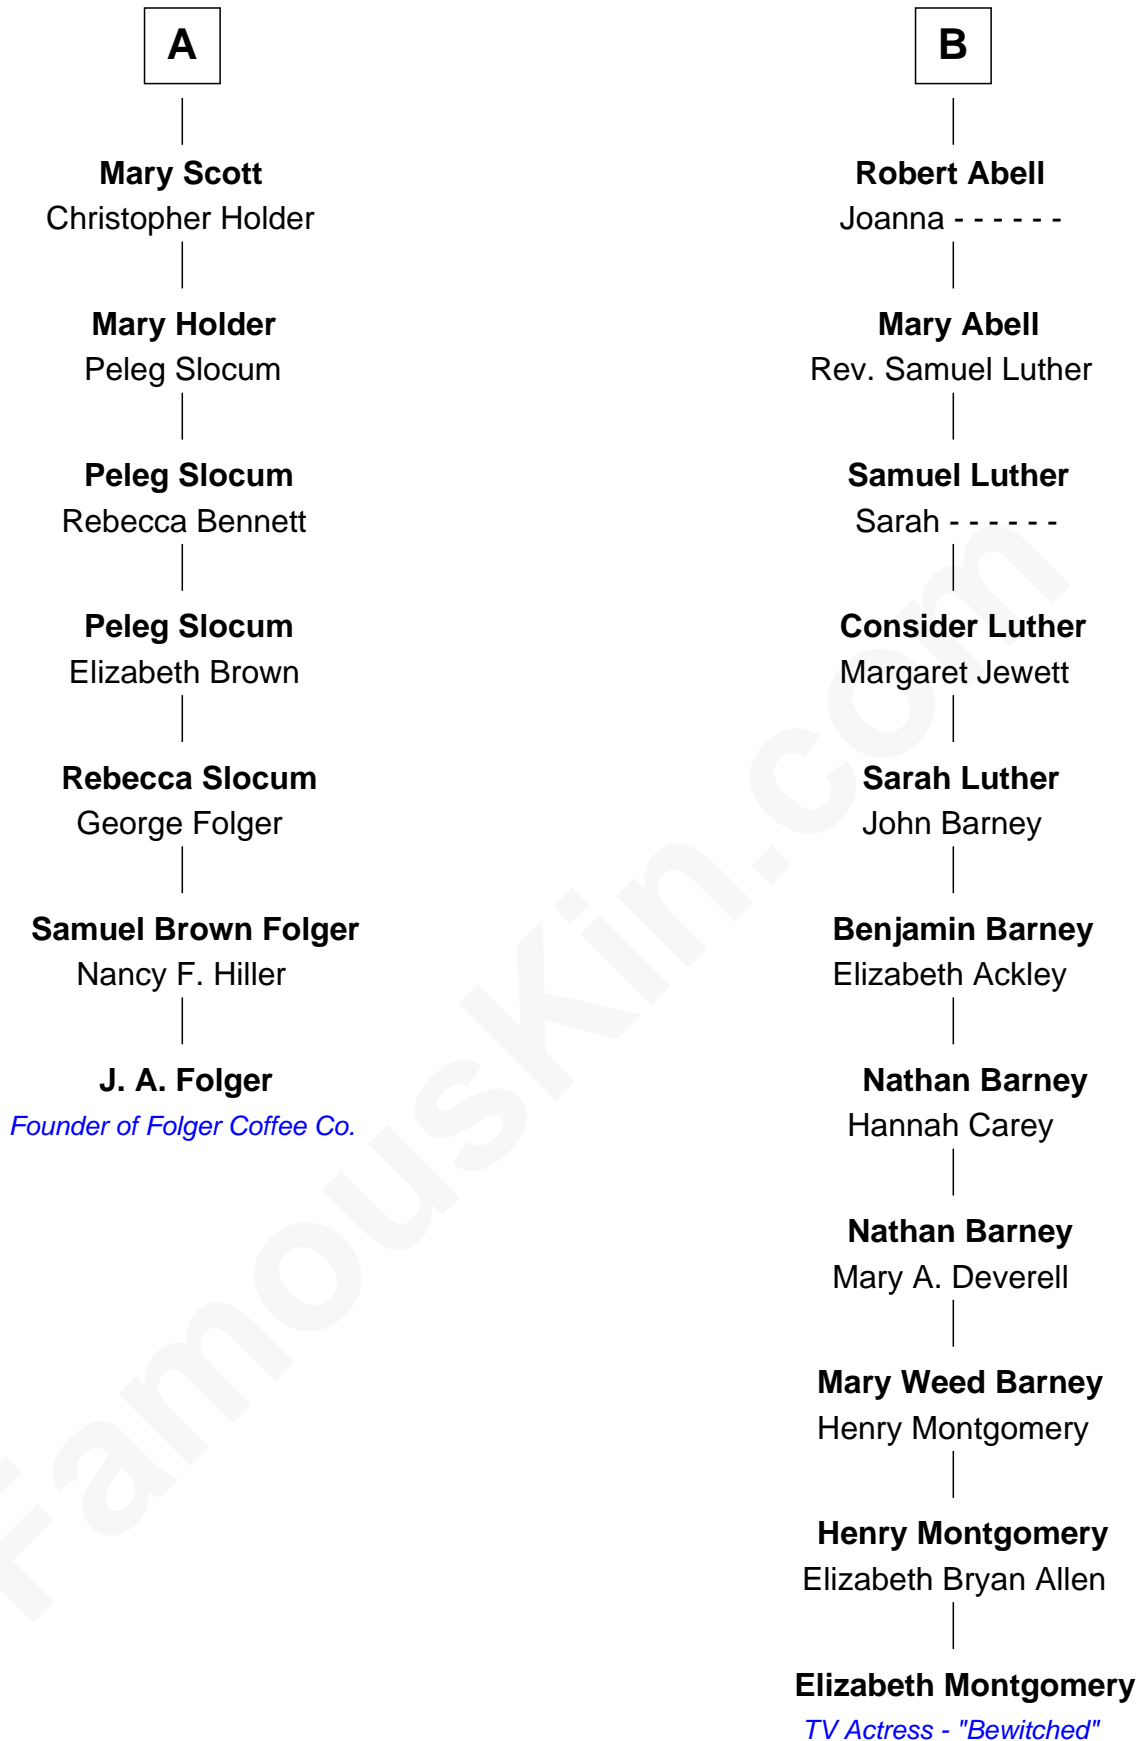 A
Mary Scott
Christopher Holder
Mary Holder
Peleg Slocum
Peleg Slocum
Rebecca Bennett
Peleg Slocum
Elizabeth Brown
Rebecca Slocum
George Folger
Samuel Brown Folger
Nancy F. Hiller
J. A. Folger
Founder of Folger Coffee Co.
B
Robert Abell
Joanna - - - - - -
Mary Abell
Rev. Samuel Luther
Samuel Luther
Sarah - - - - - -
Consider Luther
Margaret Jewett
Sarah Luther
John Barney
Benjamin Barney
Elizabeth Ackley
Nathan Barney
Hannah Carey
Nathan Barney
Mary A. Deverell
Mary Weed Barney
Henry Montgomery
Henry Montgomery
Elizabeth Bryan Allen
Elizabeth Montgomery
TV Actress - "Bewitched"
FamousKin.com